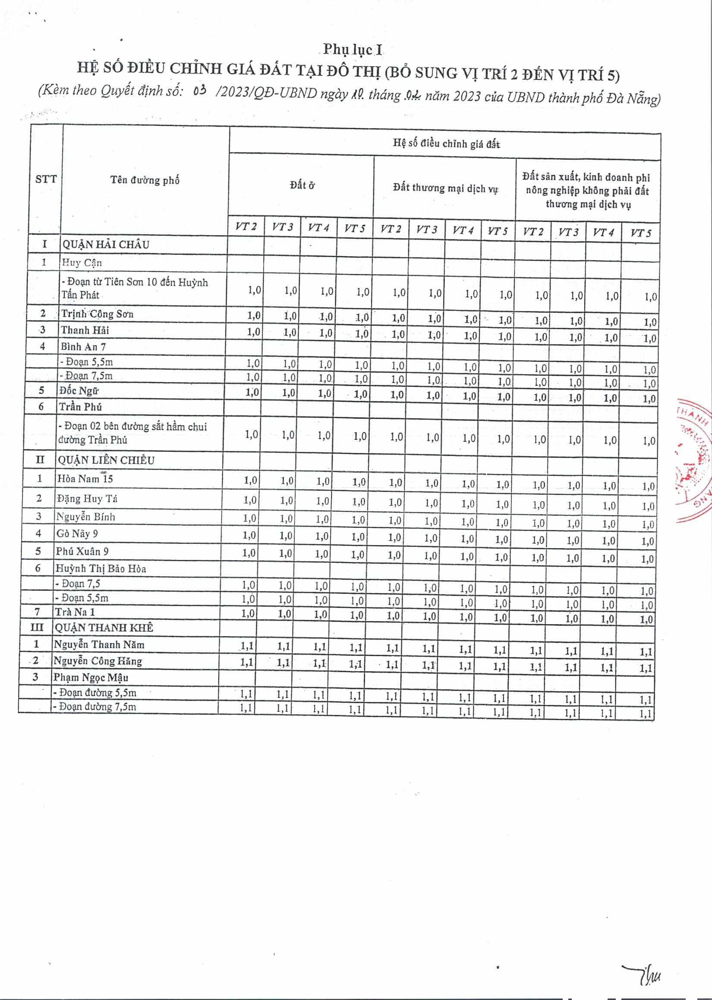 Phụ lục I
HỆ SỐ ĐIỀU CHỈNH GIÁ ĐẤT TẠI ĐÔ THỊ (BỔ SUNG VỊ TRÍ 2 ĐẾN VỊ TRÍ 5)
(Kèm theo Quyết định số: 03 /2023/QĐ-UBND ngày 10. tháng .02. năm 2023 của UBND thành phố Đà Nẵng)
STT Tên đường phố Hệ số điều chỉnh giá đất
Đất ở Đất thương mại dịch vụ Đất sản xuất, kinh doanh phi
nông nghiệp không phải đất
thương mại dịch vụ
VT 2 VT 3 VT 4 VT 5 VT 2 VT 3 VT 4 VT 5 VT 2 VT 3 VT 4 VT 5
I QUẬN HẢI CHÂU
1 Huy Cận
- Đoạn từ Tiên Sơn 10 đến Huỳnh
Tấn Phát 1,0 1,0 1,0 1,0 1,0 1,0 1,0 1,0 1,0 1,0 1,0 1,0
2 Trịnh Công Sơn 1,0 1,0 1,0 1,0 1,0 1,0 1,0 1,0 1,0 1,0 1,0 1,0
3 Thanh Hải 1,0 1,0 1,0 1,0 1,0 1,0 1,0 1,0 1,0 1,0 1,0 1,0
4 Bình An 7
- Đoạn 5,5m 1,0 1,0 1,0 1,0 1,0 1,0 1,0 1,0 1,0 1,0 1,0 1,0
- Đoạn 7,5m 1,0 1,0 1,0 1,0 1,0 1,0 1,0 1,0 1,0 1,0 1,0 1,0
5 Đốc Ngữ 1,0 1,0 1,0 1,0 1,0 1,0 1,0 1,0 1,0 1,0 1,0 1,0
6 Trần Phú
- Đoạn 02 bên đường sắt hầm chui
đường Trần Phú 1,0 1,0 1,0 1,0 1,0 1,0 1,0 1,0 1,0 1,0 1,0 1,0
II QUẬN LIÊN CHIỂU
1 Hòa Nam 15 1,0 1,0 1,0 1,0 1,0 1,0 1,0 1,0 1,0 1,0 1,0 1,0
2 Đặng Huy Tá 1,0 1,0 1,0 1,0 1,0 1,0 1,0 1,0 1,0 1,0 1,0 1,0
3 Nguyễn Bính 1,0 1,0 1,0 1,0 1,0 1,0 1,0 1,0 1,0 1,0 1,0 1,0
4 Gò Nãy 9 1,0 1,0 1,0 1,0 1,0 1,0 1,0 1,0 1,0 1,0 1,0 1,0
5 Phú Xuân 9 1,0 1,0 1,0 1,0 1,0 1,0 1,0 1,0 1,0 1,0 1,0 1,0
6 Huỳnh Thị Bảo Hòa
- Đoạn 7,5 1,0 1,0 1,0 1,0 1,0 1,0 1,0 1,0 1,0 1,0 1,0 1,0
- Đoạn 5,5m 1,0 1,0 1,0 1,0 1,0 1,0 1,0 1,0 1,0 1,0 1,0 1,0
7 Trà Na 1 1,0 1,0 1,0 1,0 1,0 1,0 1,0 1,0 1,0 1,0 1,0 1,0
III QUẬN THANH KHÊ
1 Nguyễn Thanh Năm 1,1 1,1 1,1 1,1 1,1 1,1 1,1 1,1 1,1 1,1 1,1 1,1
2 Nguyễn Công Hãng 1,1 1,1 1,1 1,1 1,1 1,1 1,1 1,1 1,1 1,1 1,1 1,1
3 Phạm Ngọc Mậu
- Đoạn đường 5,5m 1,1 1,1 1,1 1,1 1,1 1,1 1,1 1,1 1,1 1,1 1,1 1,1
- Đoạn đường 7,5m 1,1 1,1 1,1 1,1 1,1 1,1 1,1 1,1 1,1 1,1 1,1 1,1
THÀNH